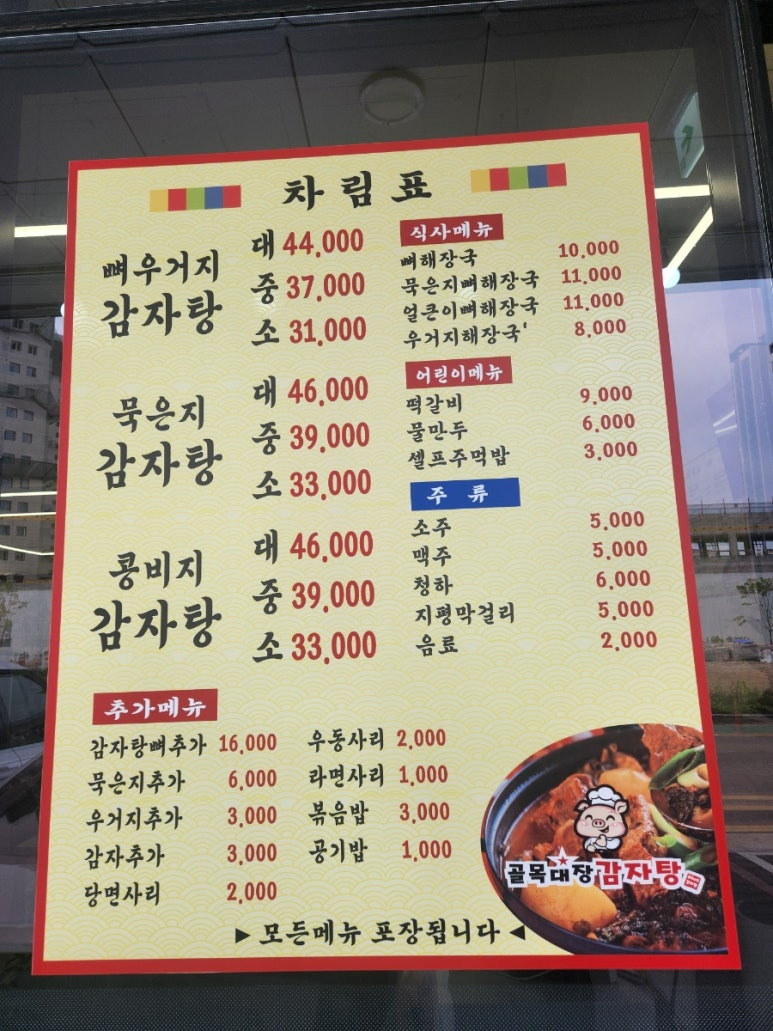 차림표
뼈우거지
감자탕
대 44,000
중 37,000
소 31,000
묵은지
감자탕
대 46,000
중 39,000
소 33,000
콩비지
감자탕
대 46,000
중 39,000
소 33,000
식사메뉴
뼈해장국 10,000
묵은지뼈해장국 11,000
얼큰이뼈해장국 11,000
우거지해장국' 8,000
어린이메뉴
떡갈비 9,000
물만두 6,000
셀프주먹밥 3,000
주 류
소주 5,000
맥주 5,000
청하 6,000
지평막걸리 5,000
음료 2,000
추가메뉴
감자탕뼈추가 16,000
묵은지추가 6,000
우거지추가 3,000
감자추가 3,000
당면사리 2,000
우동사리 2,000
라면사리 1,000
볶음밥 3,000
공기밥 1,000
골목대장감자탕
▶ 모든메뉴 포장됩니다 ◀